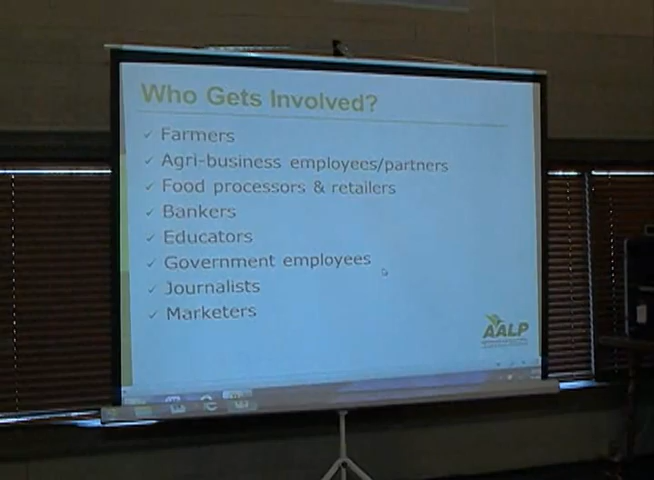 Who Gets Involved?
✓ Farmers
✓ Agri-business employees/partners
✓ Food processors & retailers
✓ Bankers
✓ Educators
✓ Government employees
✓ Journalists
✓ Marketers
AALP